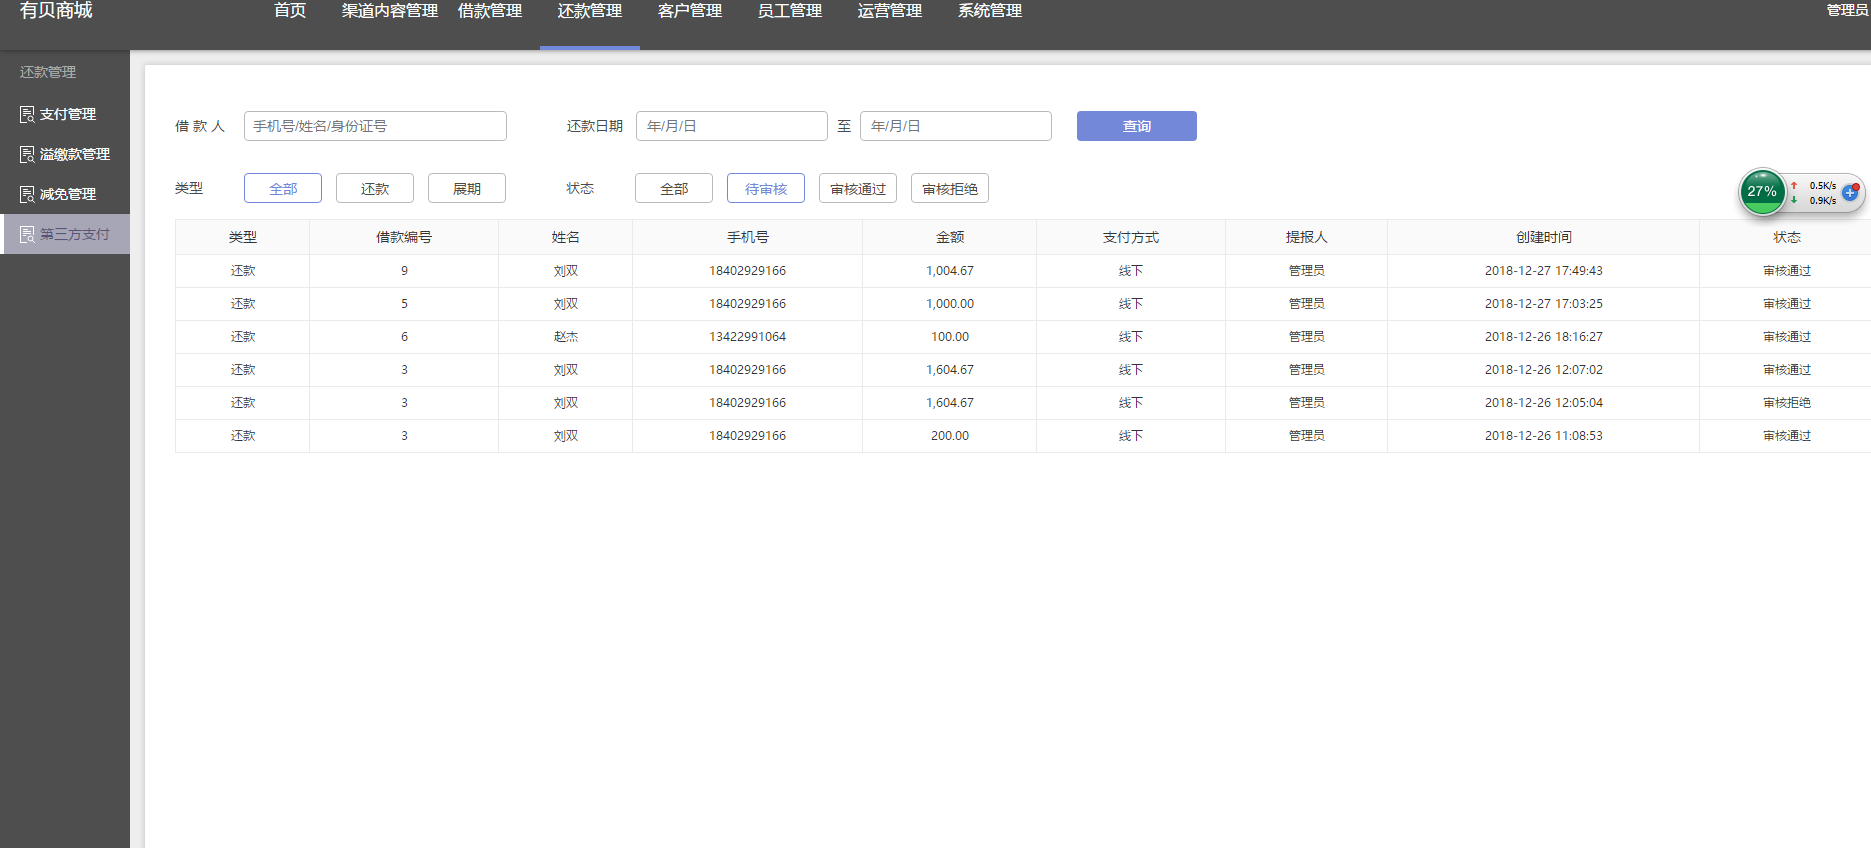 有贝商城 首页 渠道内容管理 借款管理 还款管理 客户管理 员工管理 运营管理 系统管理 管理员
还款管理
支付管理
溢缴款管理
减免管理
第三方支付
借 款 人 手机号/姓名/身份证号 还款日期 年/月/日 至 年/月/日 查询
类型 全部 还款 展期 状态 全部 待审核 审核通过 审核拒绝
27% 0.5K/s
0.9K/s
类型 借款编号 姓名 手机号 金额 支付方式 提报人 创建时间 状态
还款 9 刘双 18402929166 1,004.67 线下 管理员 2018-12-27 17:49:43 审核通过
还款 5 刘双 18402929166 1,000.00 线下 管理员 2018-12-27 17:03:25 审核通过
还款 6 赵杰 13422991064 100.00 线下 管理员 2018-12-26 18:16:27 审核通过
还款 3 刘双 18402929166 1,604.67 线下 管理员 2018-12-26 12:07:02 审核通过
还款 3 刘双 18402929166 1,604.67 线下 管理员 2018-12-26 12:05:04 审核拒绝
还款 3 刘双 18402929166 200.00 线下 管理员 2018-12-26 11:08:53 审核通过